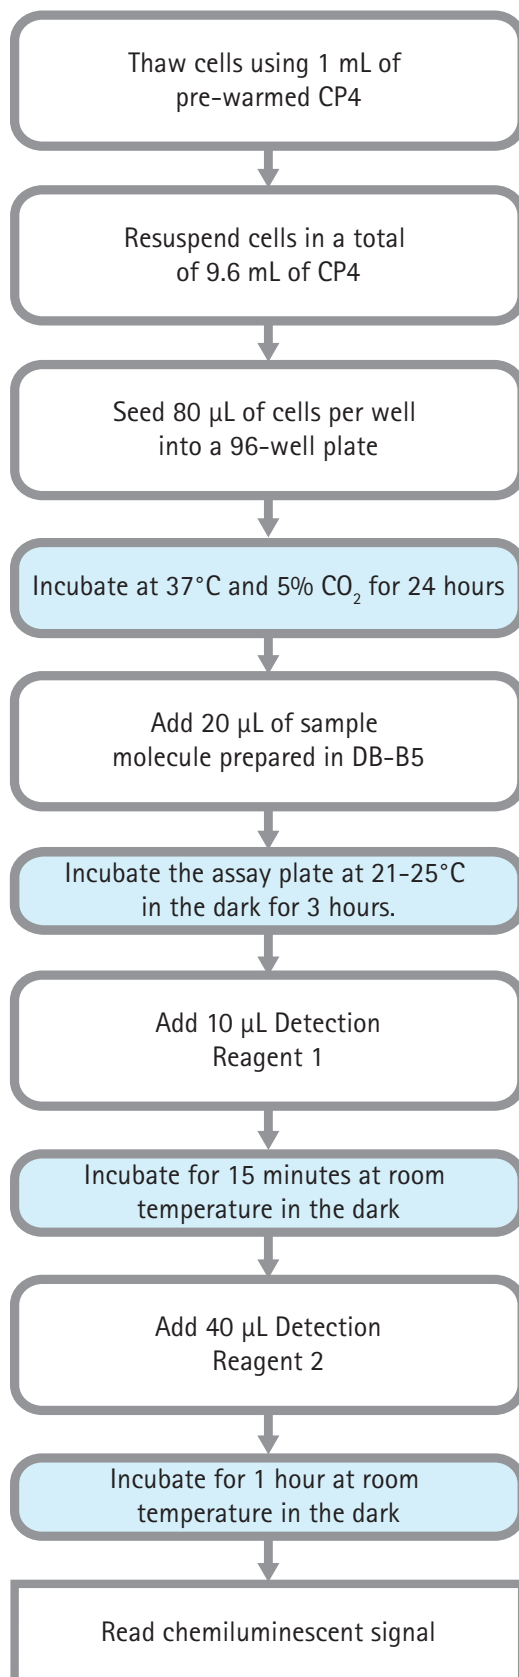 Thaw cells using 1 mL of
pre-warmed CP4
Resuspend cells in a total
of 9.6 mL of CP4
Seed 80 µL of cells per well
into a 96-well plate
Incubate at 37°C and 5% CO₂ for 24 hours
Add 20 µL of sample
molecule prepared in DB-B5
Incubate the assay plate at 21-25°C
in the dark for 3 hours.
Add 10 µL Detection
Reagent 1
Incubate for 15 minutes at room
temperature in the dark
Add 40 µL Detection
Reagent 2
Incubate for 1 hour at room
temperature in the dark
Read chemiluminescent signal